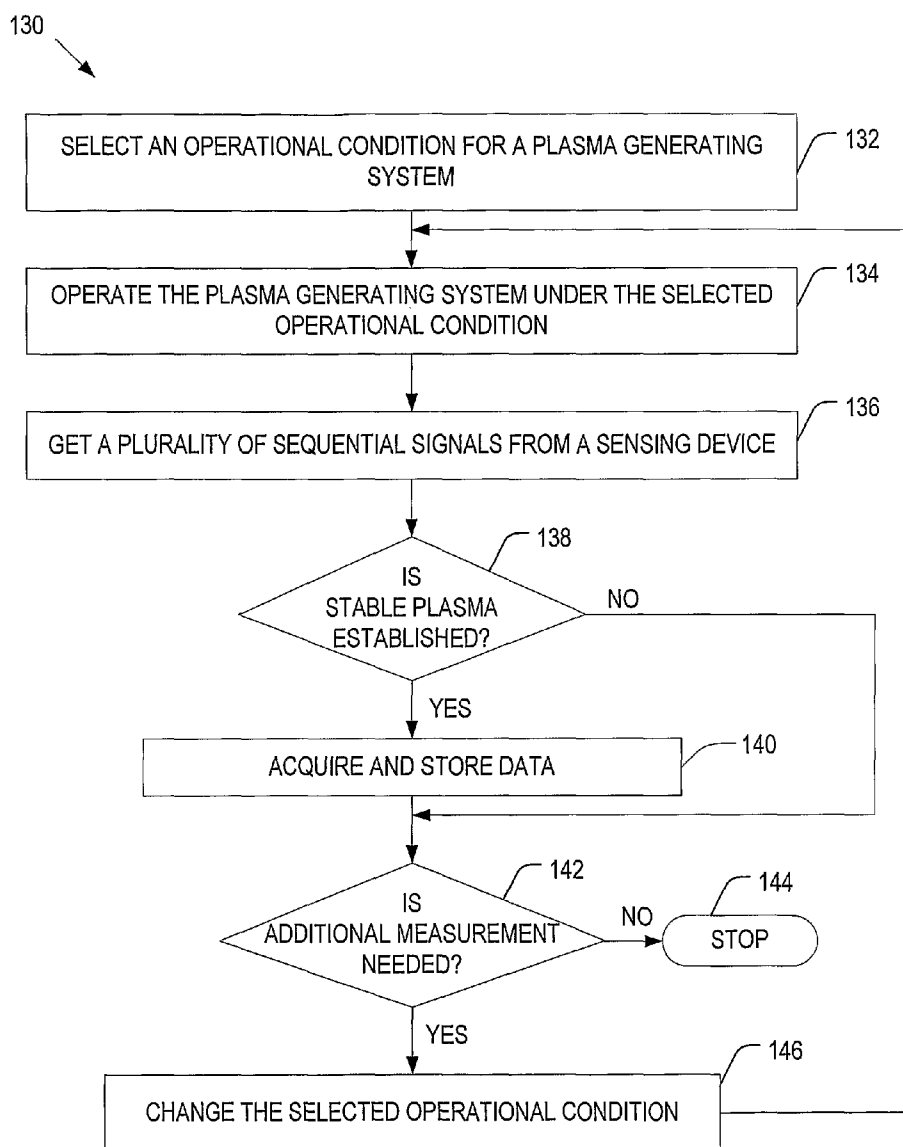 130
SELECT AN OPERATIONAL CONDITION FOR A PLASMA GENERATING
SYSTEM
132
OPERATE THE PLASMA GENERATING SYSTEM UNDER THE SELECTED
OPERATIONAL CONDITION
134
GET A PLURALITY OF SEQUENTIAL SIGNALS FROM A SENSING DEVICE
136
IS
STABLE PLASMA
ESTABLISHED?
138
NO
YES
ACQUIRE AND STORE DATA
140
IS
ADDITIONAL MEASUREMENT
NEEDED?
142
NO
STOP
144
YES
CHANGE THE SELECTED OPERATIONAL CONDITION
146